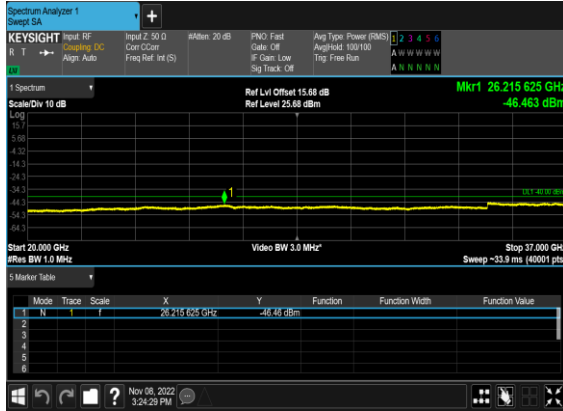 Spectrum Analyzer 1
Swept SA
+
KEYSIGHT Input: RF Input Z: 50 Ω #Atten: 20 dB PNO: Fast Avg Type: Power (RMS) 1 2 3 4 5 6
R T Coupling: DC Corr CCorr Gate: Off Avg|Hold: 100/100 A W W W W W
Align: Auto Freq Ref: Int (S) IF Gain: Low Trig: Free Run
Sig Track: Off A N N N N N
1 Spectrum Ref Lvl Offset 15.68 dB Mkr1 26.215 625 GHz
Scale/Div 10 dB Ref Level 25.68 dBm -46.463 dBm
Log
15.7
5.68
-4.32
-14.3
-24.3
-34.3 1 DL1 -40.00 dBm
-44.3
-54.3
-64.3
Start 20.000 GHz Video BW 3.0 MHz* Stop 37.000 GHz
#Res BW 1.0 MHz Sweep ~33.9 ms (40001 pts)
5 Marker Table
Mode Trace Scale X Y Function Function Width Function Value
1 N 1 f 26.215 625 GHz -46.46 dBm
2
3
4
5
6
? Nov 08, 2022
3:24:29 PM